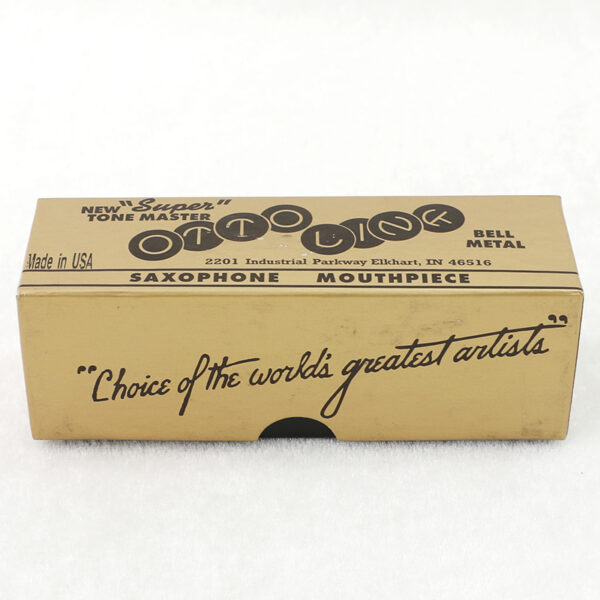 NEW "Super"
TONE MASTER
OTTO LINK
BELL
METAL
Made in USA
2201 Industrial Parkway Elkhart, IN 46516
SAXOPHONE MOUTHPIECE
"Choice of the world's greatest artists"